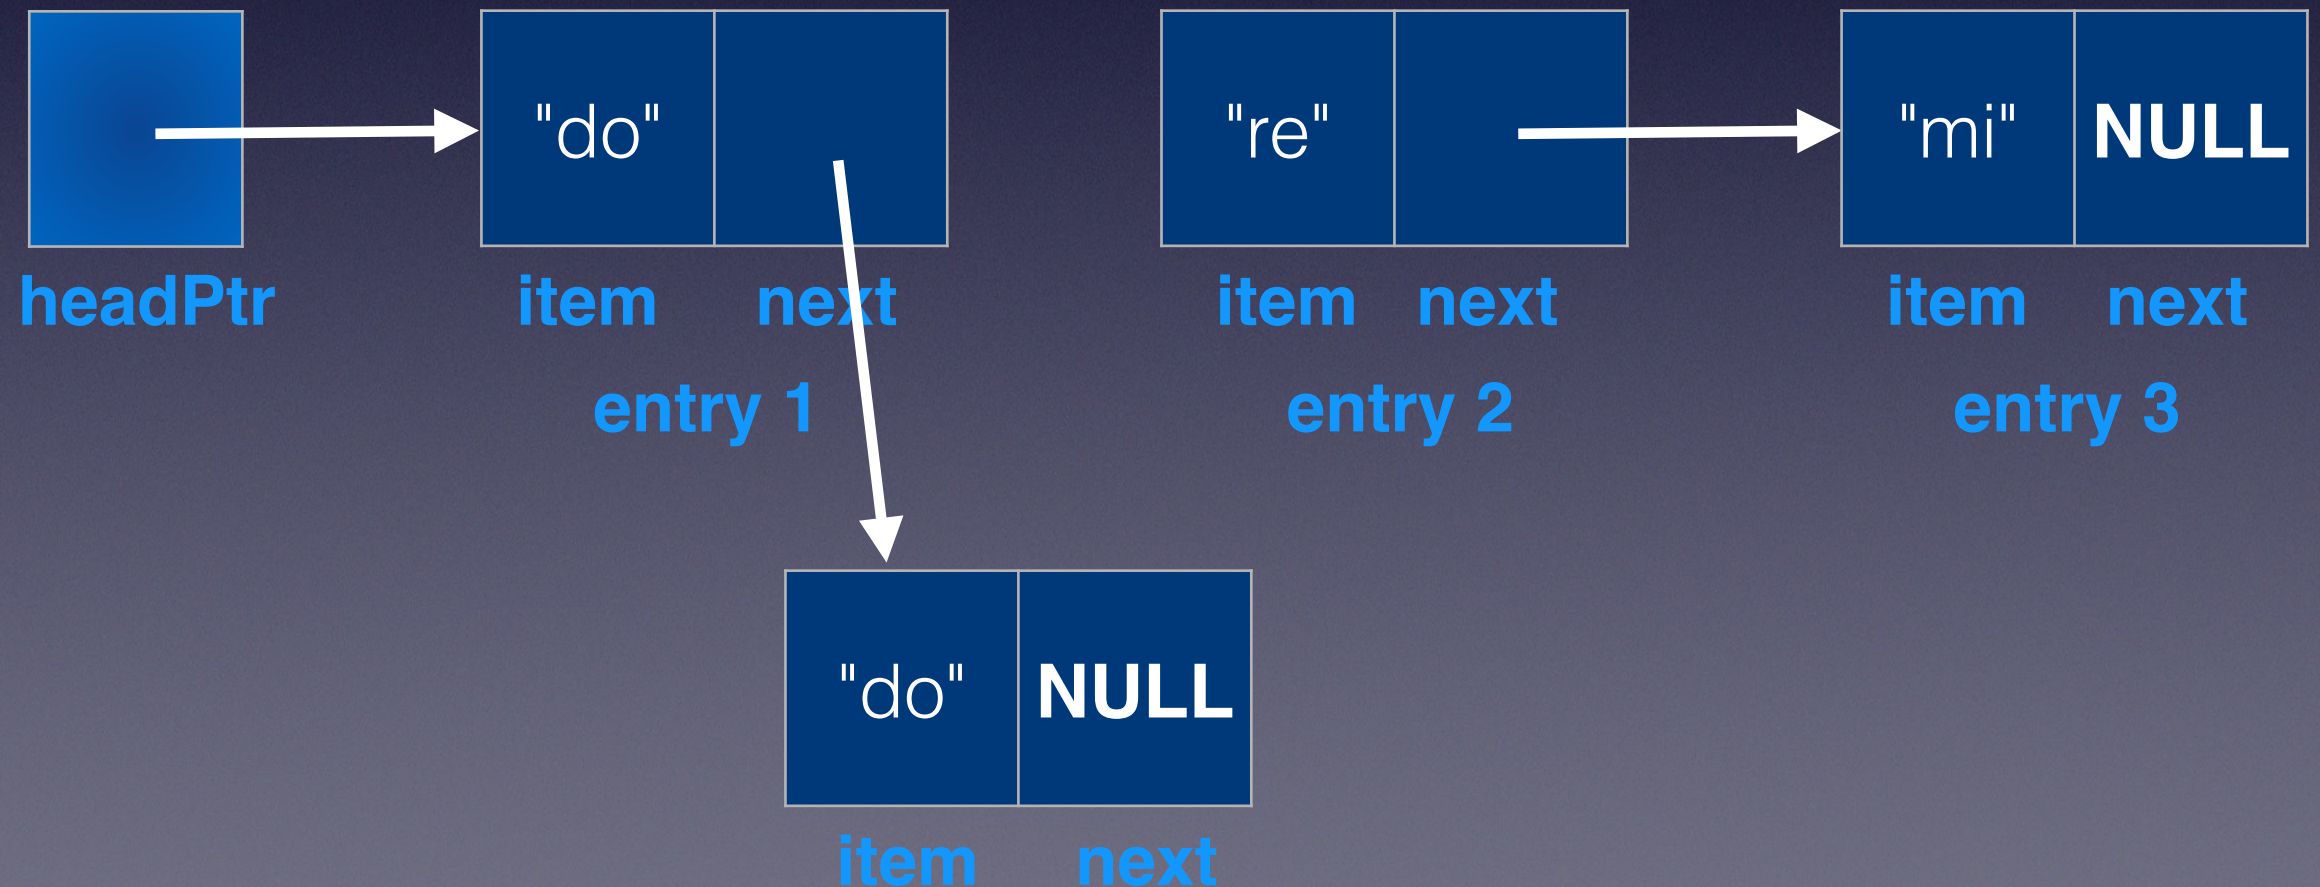 "do" "re" "mi" NULL
headPtr item next item next item next
entry 1 entry 2 entry 3
"do" NULL
item next